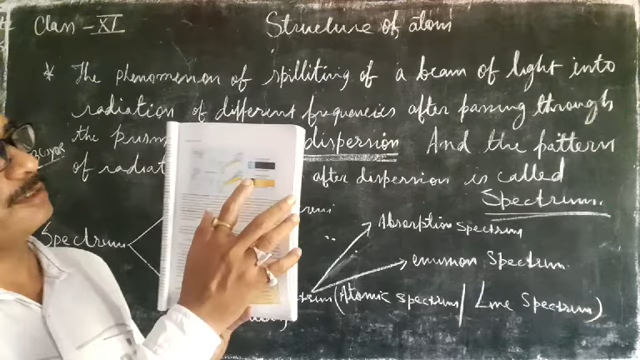 Class - XI
Structure of atom
* The phenomenon of spilliting of a beam of light into
radiation of different frequencies after passing through
the prism dispersion And the pattern
of radiat after dispersion is called
Spectrum.
Spectrum
Absorption spectrum
emission Spectrum
trum (Atomic spectrum / Line Spectrum)